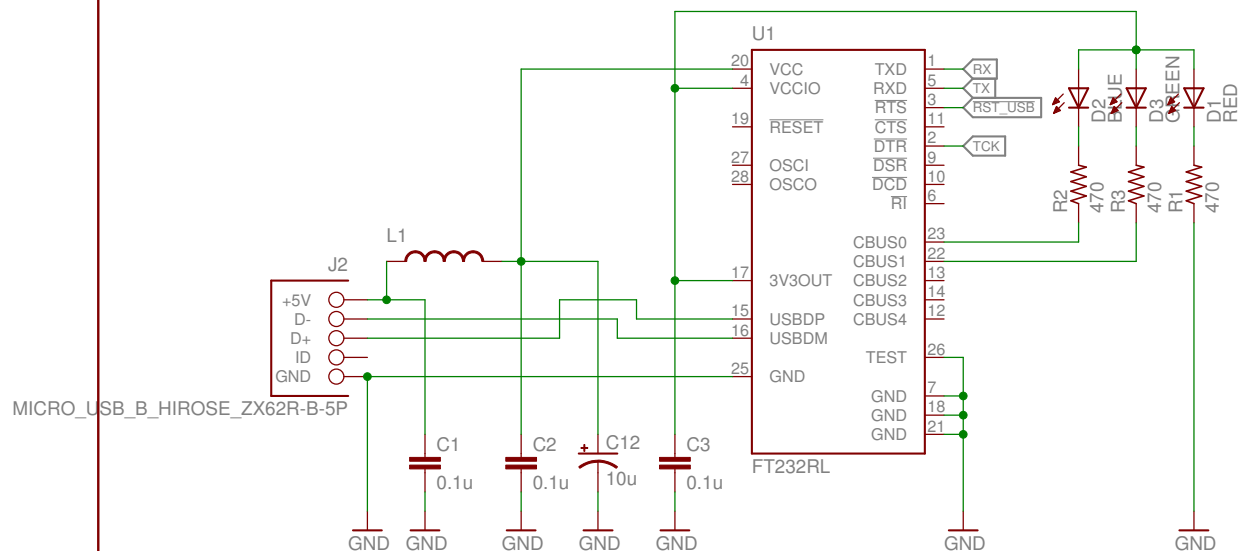 U1
20 VCC TXD 1 RX
4 VCCIO RXD 5 TX
RTS 3 RST_USB
19 RESET CTS 11
DTR 2 TCK
27 OSCI DSR 9
28 OSCO DCD 10
RI 6
D2 BLUE
D3 GREEN
D1 RED
R2 470
R3 470
R1 470
CBUS0 23
CBUS1 22
17 3V3OUT CBUS2 13
CBUS3 14
15 USBDP CBUS4 12
16 USBDM
TEST 26
25 GND
GND 7
GND 18
GND 21
FT232RL
L1
J2
+5V
D-
D+
ID
GND
MICRO_USB_B_HIROSE_ZX62R-B-5P
C1 C2 + C12 C3
0.1u 0.1u 10u 0.1u
GND GND GND GND GND GND GND